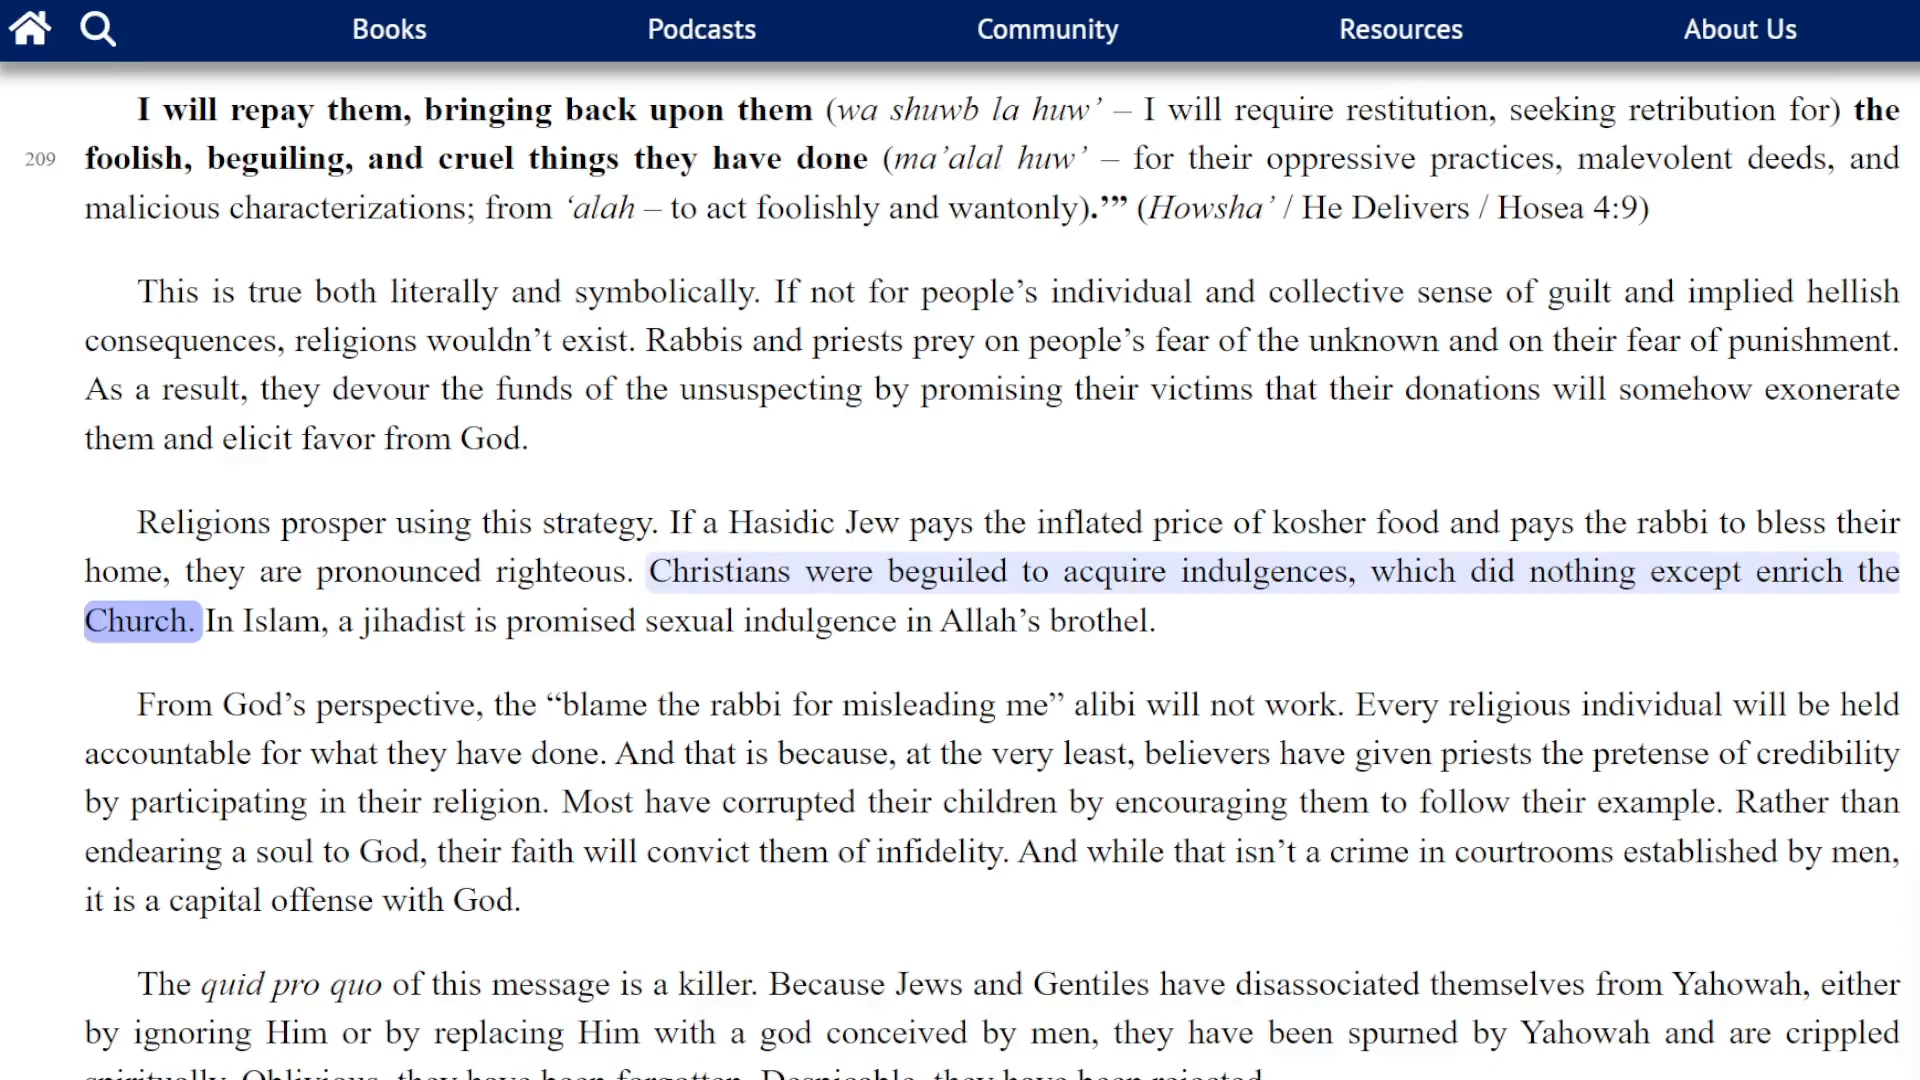 Books Podcasts Community Resources About Us
I will repay them, bringing back upon them (wa shuwb la huw’ – I will require restitution, seeking retribution for) the
209 foolish, beguiling, and cruel things they have done (ma’alal huw’ – for their oppressive practices, malevolent deeds, and
malicious characterizations; from ‘alah – to act foolishly and wantonly).’” (Howsha’ / He Delivers / Hosea 4:9)
This is true both literally and symbolically. If not for people’s individual and collective sense of guilt and implied hellish
consequences, religions wouldn’t exist. Rabbis and priests prey on people’s fear of the unknown and on their fear of punishment.
As a result, they devour the funds of the unsuspecting by promising their victims that their donations will somehow exonerate
them and elicit favor from God.
Religions prosper using this strategy. If a Hasidic Jew pays the inflated price of kosher food and pays the rabbi to bless their
home, they are pronounced righteous. Christians were beguiled to acquire indulgences, which did nothing except enrich the
Church. In Islam, a jihadist is promised sexual indulgence in Allah’s brothel.
From God’s perspective, the “blame the rabbi for misleading me” alibi will not work. Every religious individual will be held
accountable for what they have done. And that is because, at the very least, believers have given priests the pretense of credibility
by participating in their religion. Most have corrupted their children by encouraging them to follow their example. Rather than
endearing a soul to God, their faith will convict them of infidelity. And while that isn’t a crime in courtrooms established by men,
it is a capital offense with God.
The quid pro quo of this message is a killer. Because Jews and Gentiles have disassociated themselves from Yahowah, either
by ignoring Him or by replacing Him with a god conceived by men, they have been spurned by Yahowah and are crippled
spiritually. Oblivious, they have been forgotten. Despicable, they have been rejected.